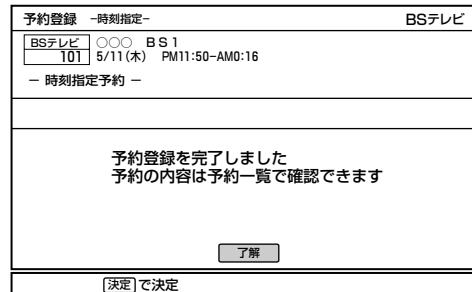 予約登録 −時刻指定− BSテレビ
BSテレビ ○○○ BS1
101 5/11(木) PM11:50−AM0:16
− 時刻指定予約 −
予約登録を完了しました
予約の内容は予約一覧で確認できます
了解
決定で決定